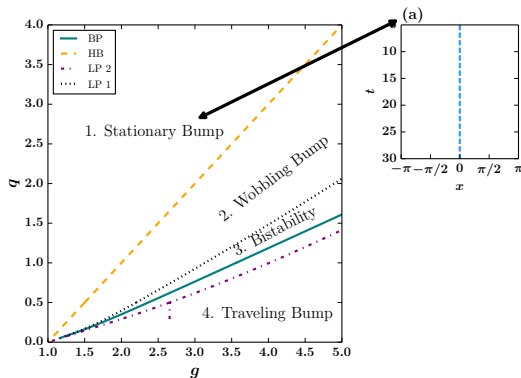 (a)
4.0
3.5
3.0
2.5
2.0
1.5
1.0
0.5
0.0
q
BP
HB
LP 2
LP 1
1. Stationary Bump
2. Wobbling Bump
3. Bistability
4. Traveling Bump
1.0 1.5 2.0 2.5 3.0 3.5 4.0 4.5 5.0
g
5
10
15
20
25
30
t
−π −π/2 0 π/2 π
x